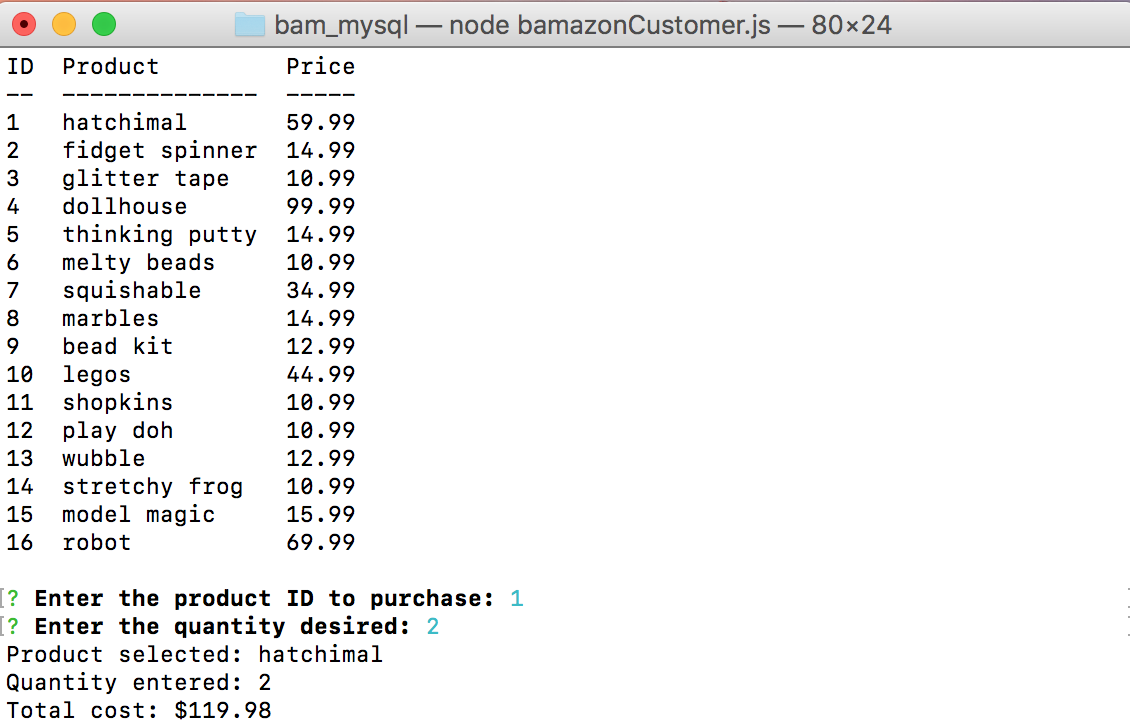 bam_mysql — node bamazonCustomer.js — 80×24
ID  Product         Price
--  --------------  -----
1   hatchimal       59.99
2   fidget spinner  14.99
3   glitter tape    10.99
4   dollhouse       99.99
5   thinking putty  14.99
6   melty beads     10.99
7   squishable      34.99
8   marbles         14.99
9   bead kit        12.99
10  legos           44.99
11  shopkins        10.99
12  play doh        10.99
13  wubble          12.99
14  stretchy frog   10.99
15  model magic     15.99
16  robot           69.99
[? Enter the product ID to purchase: 1
[? Enter the quantity desired: 2
Product selected: hatchimal
Quantity entered: 2
Total cost: $119.98